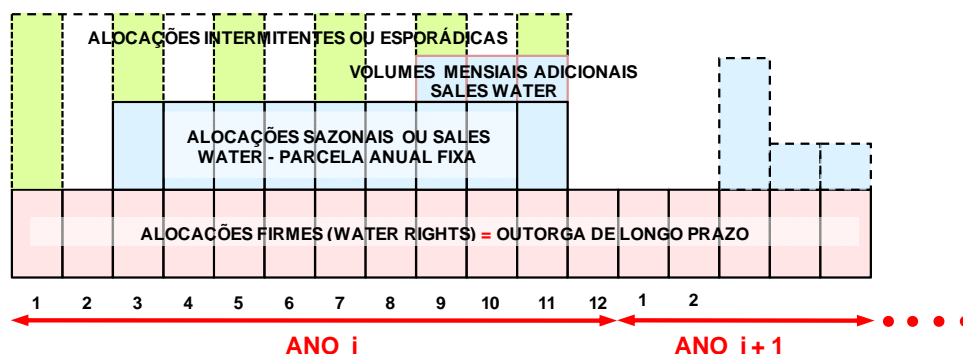 ALOCAÇÕES INTERMITENTES OU ESPORÁDICAS
VOLUMES MENSIAIS ADICIONAIS
SALES WATER
ALOCAÇÕES SAZONAIS OU SALES
WATER - PARCELA ANUAL FIXA
ALOCAÇÕES FIRMES (WATER RIGHTS) = OUTORGA DE LONGO PRAZO
1 2 3 4 5 6 7 8 9 10 11 12 1 2
ANO i ANO i + 1